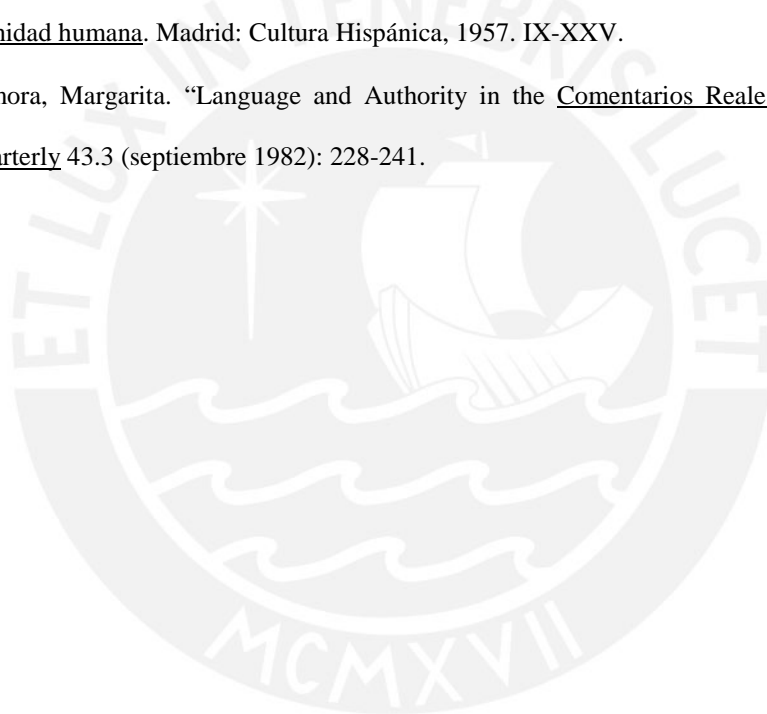 nidad humana. Madrid: Cultura Hispánica, 1957. IX-XXV.
nora, Margarita. “Language and Authority in the Comentarios Reale
arterly 43.3 (septiembre 1982): 228-241.
ET LUX IN TENEBRIS LUCET
MCMXVII